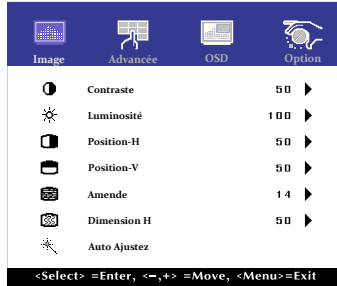 Image Advancée OSD Option
Contraste 50
Luminosité 100
Position-H 50
Position-V 50
Amende 14
Dimension H 50
Auto Ajustez
<Select> =Enter, <–,+> =Move, <Menu>=Exit